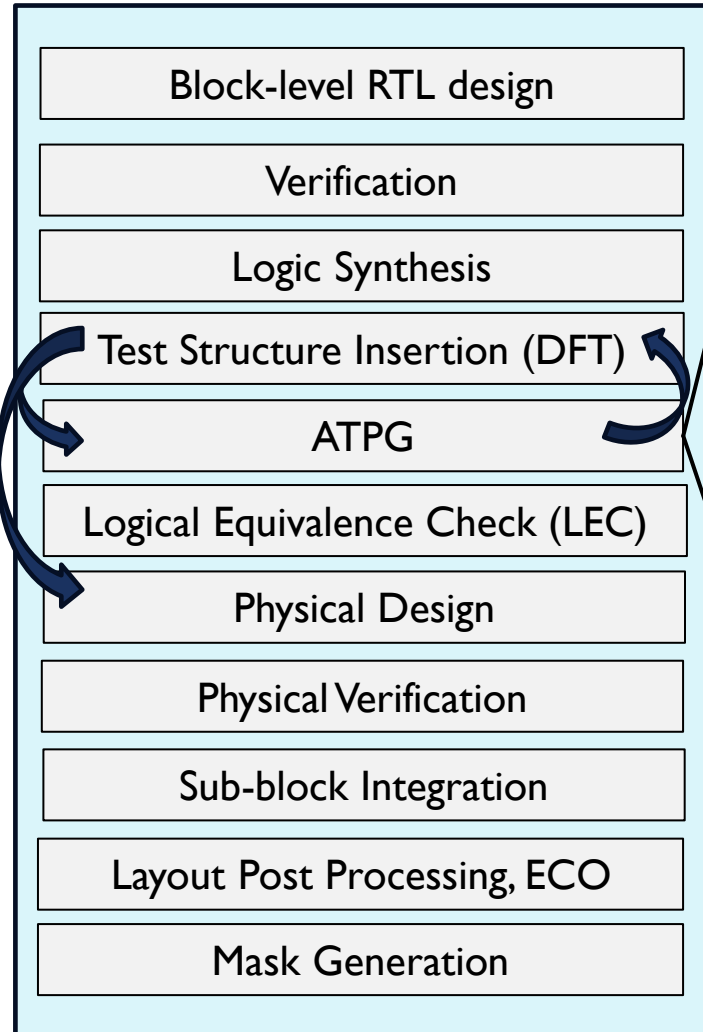 Block-level RTL design
Verification
Logic Synthesis
Test Structure Insertion (DFT)
ATPG
Logical Equivalence Check (LEC)
Physical Design
Physical Verification
Sub-block Integration
Layout Post Processing, ECO
Mask Generation